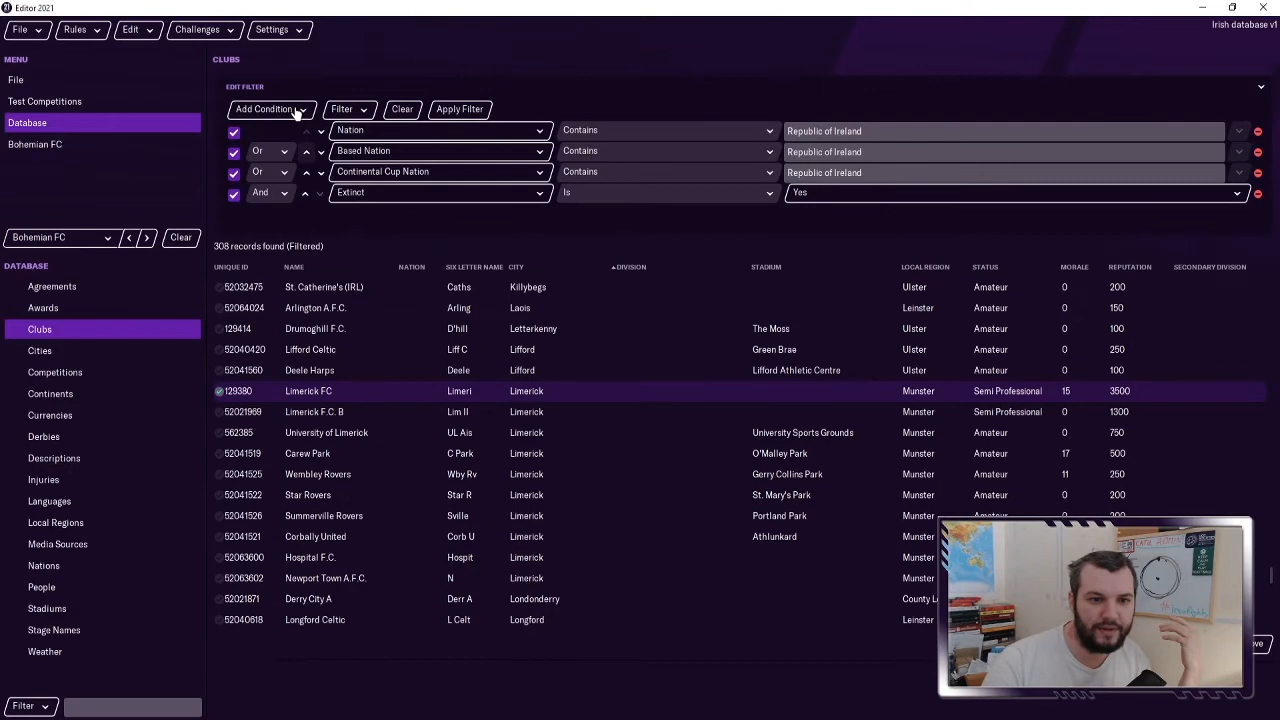 Editor 2021
File Rules Edit Challenges Settings Irish database v1
MENU
File
Test Competitions
Database
Bohemian FC
Bohemian FC Clear
DATABASE
Agreements
Awards
Clubs
Cities
Competitions
Continents
Currencies
Derbies
Descriptions
Injuries
Languages
Local Regions
Media Sources
Nations
People
Stadiums
Stage Names
Weather
Filter
CLUBS
EDIT FILTER
Add Condition Filter Clear Apply Filter
Nation Contains Republic of Ireland
Or Based Nation Contains Republic of Ireland
Or Continental Cup Nation Contains Republic of Ireland
And Extinct Is Yes
308 records found (Filtered)
UNIQUE ID NAME NATION SIX LETTER NAME CITY DIVISION STADIUM LOCAL REGION STATUS MORALE REPUTATION SECONDARY DIVISION
52032475 St. Catherine's (IRL) Caths Killybegs Ulster Amateur 0 200
52064024 Arlington A.F.C. Arling Laois Leinster Amateur 0 150
129414 Drumoghill F.C. D'hill Letterkenny The Moss Ulster Amateur 0 100
52040420 Lifford Celtic Liff C Lifford Green Brae Ulster Amateur 0 250
52041560 Deele Harps Deele Lifford Lifford Athletic Centre Ulster Amateur 0 100
129380 Limerick FC Limeri Limerick Munster Semi Professional 15 3500
52021969 Limerick F.C. B Lim II Limerick Munster Semi Professional 0 1300
562385 University of Limerick UL Ais Limerick University Sports Grounds Munster Amateur 0 750
52041519 Carew Park C Park Limerick O'Malley Park Munster Amateur 17 500
52041525 Wembley Rovers Wby Rv Limerick Gerry Collins Park Munster Amateur 11 250
52041522 Star Rovers Star R Limerick St. Mary's Park Munster Amateur 0 200
52041526 Summerville Rovers Sville Limerick Portland Park Munster Amateur 0 200
52041521 Corbally United Corb U Limerick Athlunkard Munster
52063600 Hospital F.C. Hospit Limerick Munster
52063602 Newport Town A.F.C. N Limerick Munster
52021871 Derry City A Derr A Londonderry County L
52040618 Longford Celtic L Celt Longford Leinster